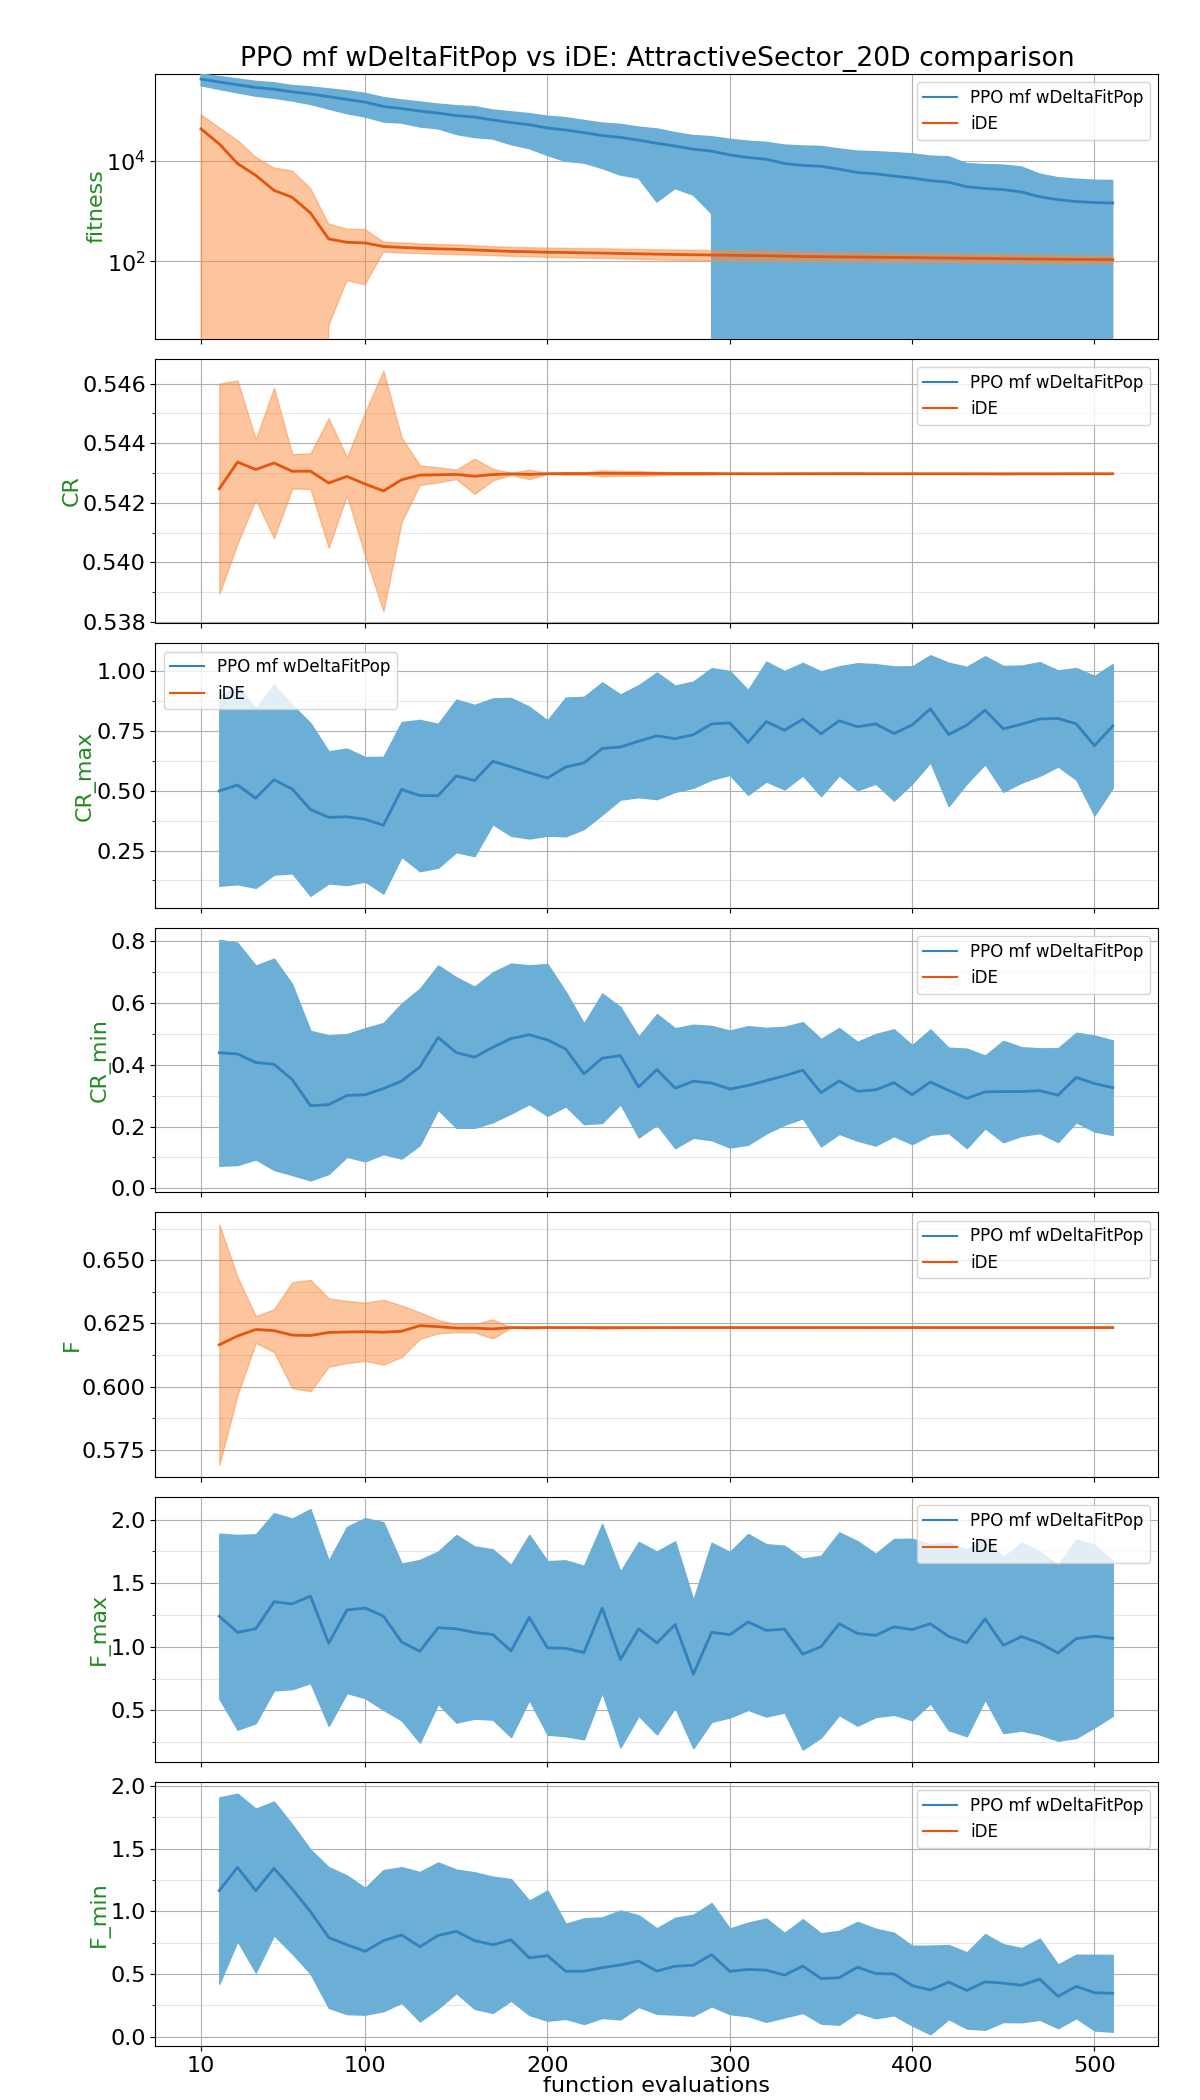 PPO mf wDeltaFitPop vs iDE: AttractiveSector_20D comparison
fitness
10⁴
10²
PPO mf wDeltaFitPop
iDE
CR
0.546
0.544
0.542
0.540
0.538
PPO mf wDeltaFitPop
iDE
CR_max
1.00
0.75
0.50
0.25
PPO mf wDeltaFitPop
iDE
CR_min
0.8
0.6
0.4
0.2
0.0
PPO mf wDeltaFitPop
iDE
F
0.650
0.625
0.600
0.575
PPO mf wDeltaFitPop
iDE
F_max
2.0
1.5
1.0
0.5
PPO mf wDeltaFitPop
iDE
F_min
2.0
1.5
1.0
0.5
0.0
PPO mf wDeltaFitPop
iDE
10 100 200 300 400 500
function evaluations